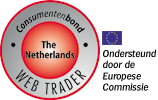 Consumentenbond
The
Netherlands
WEB TRADER
Ondersteund
door de
Europese
Commissie